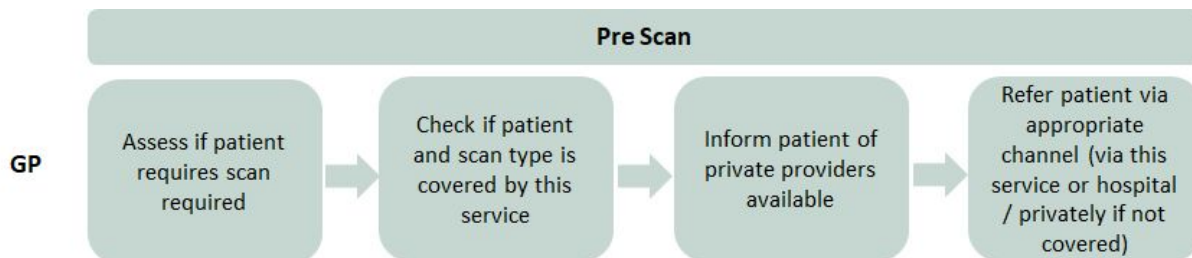 Pre Scan
GP
Assess if patient
requires scan
required
Check if patient
and scan type is
covered by this
service
Inform patient of
private providers
available
Refer patient via
appropriate
channel (via this
service or hospital
/ privately if not
covered)